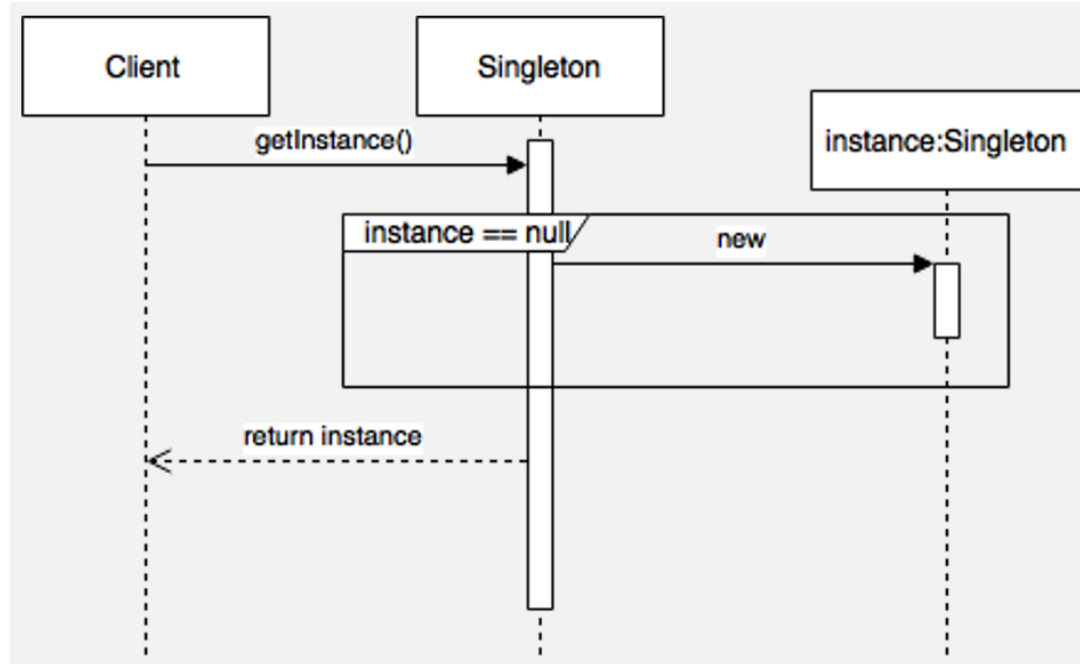 Client
Singleton
instance:Singleton
getInstance()
instance == null
new
return instance